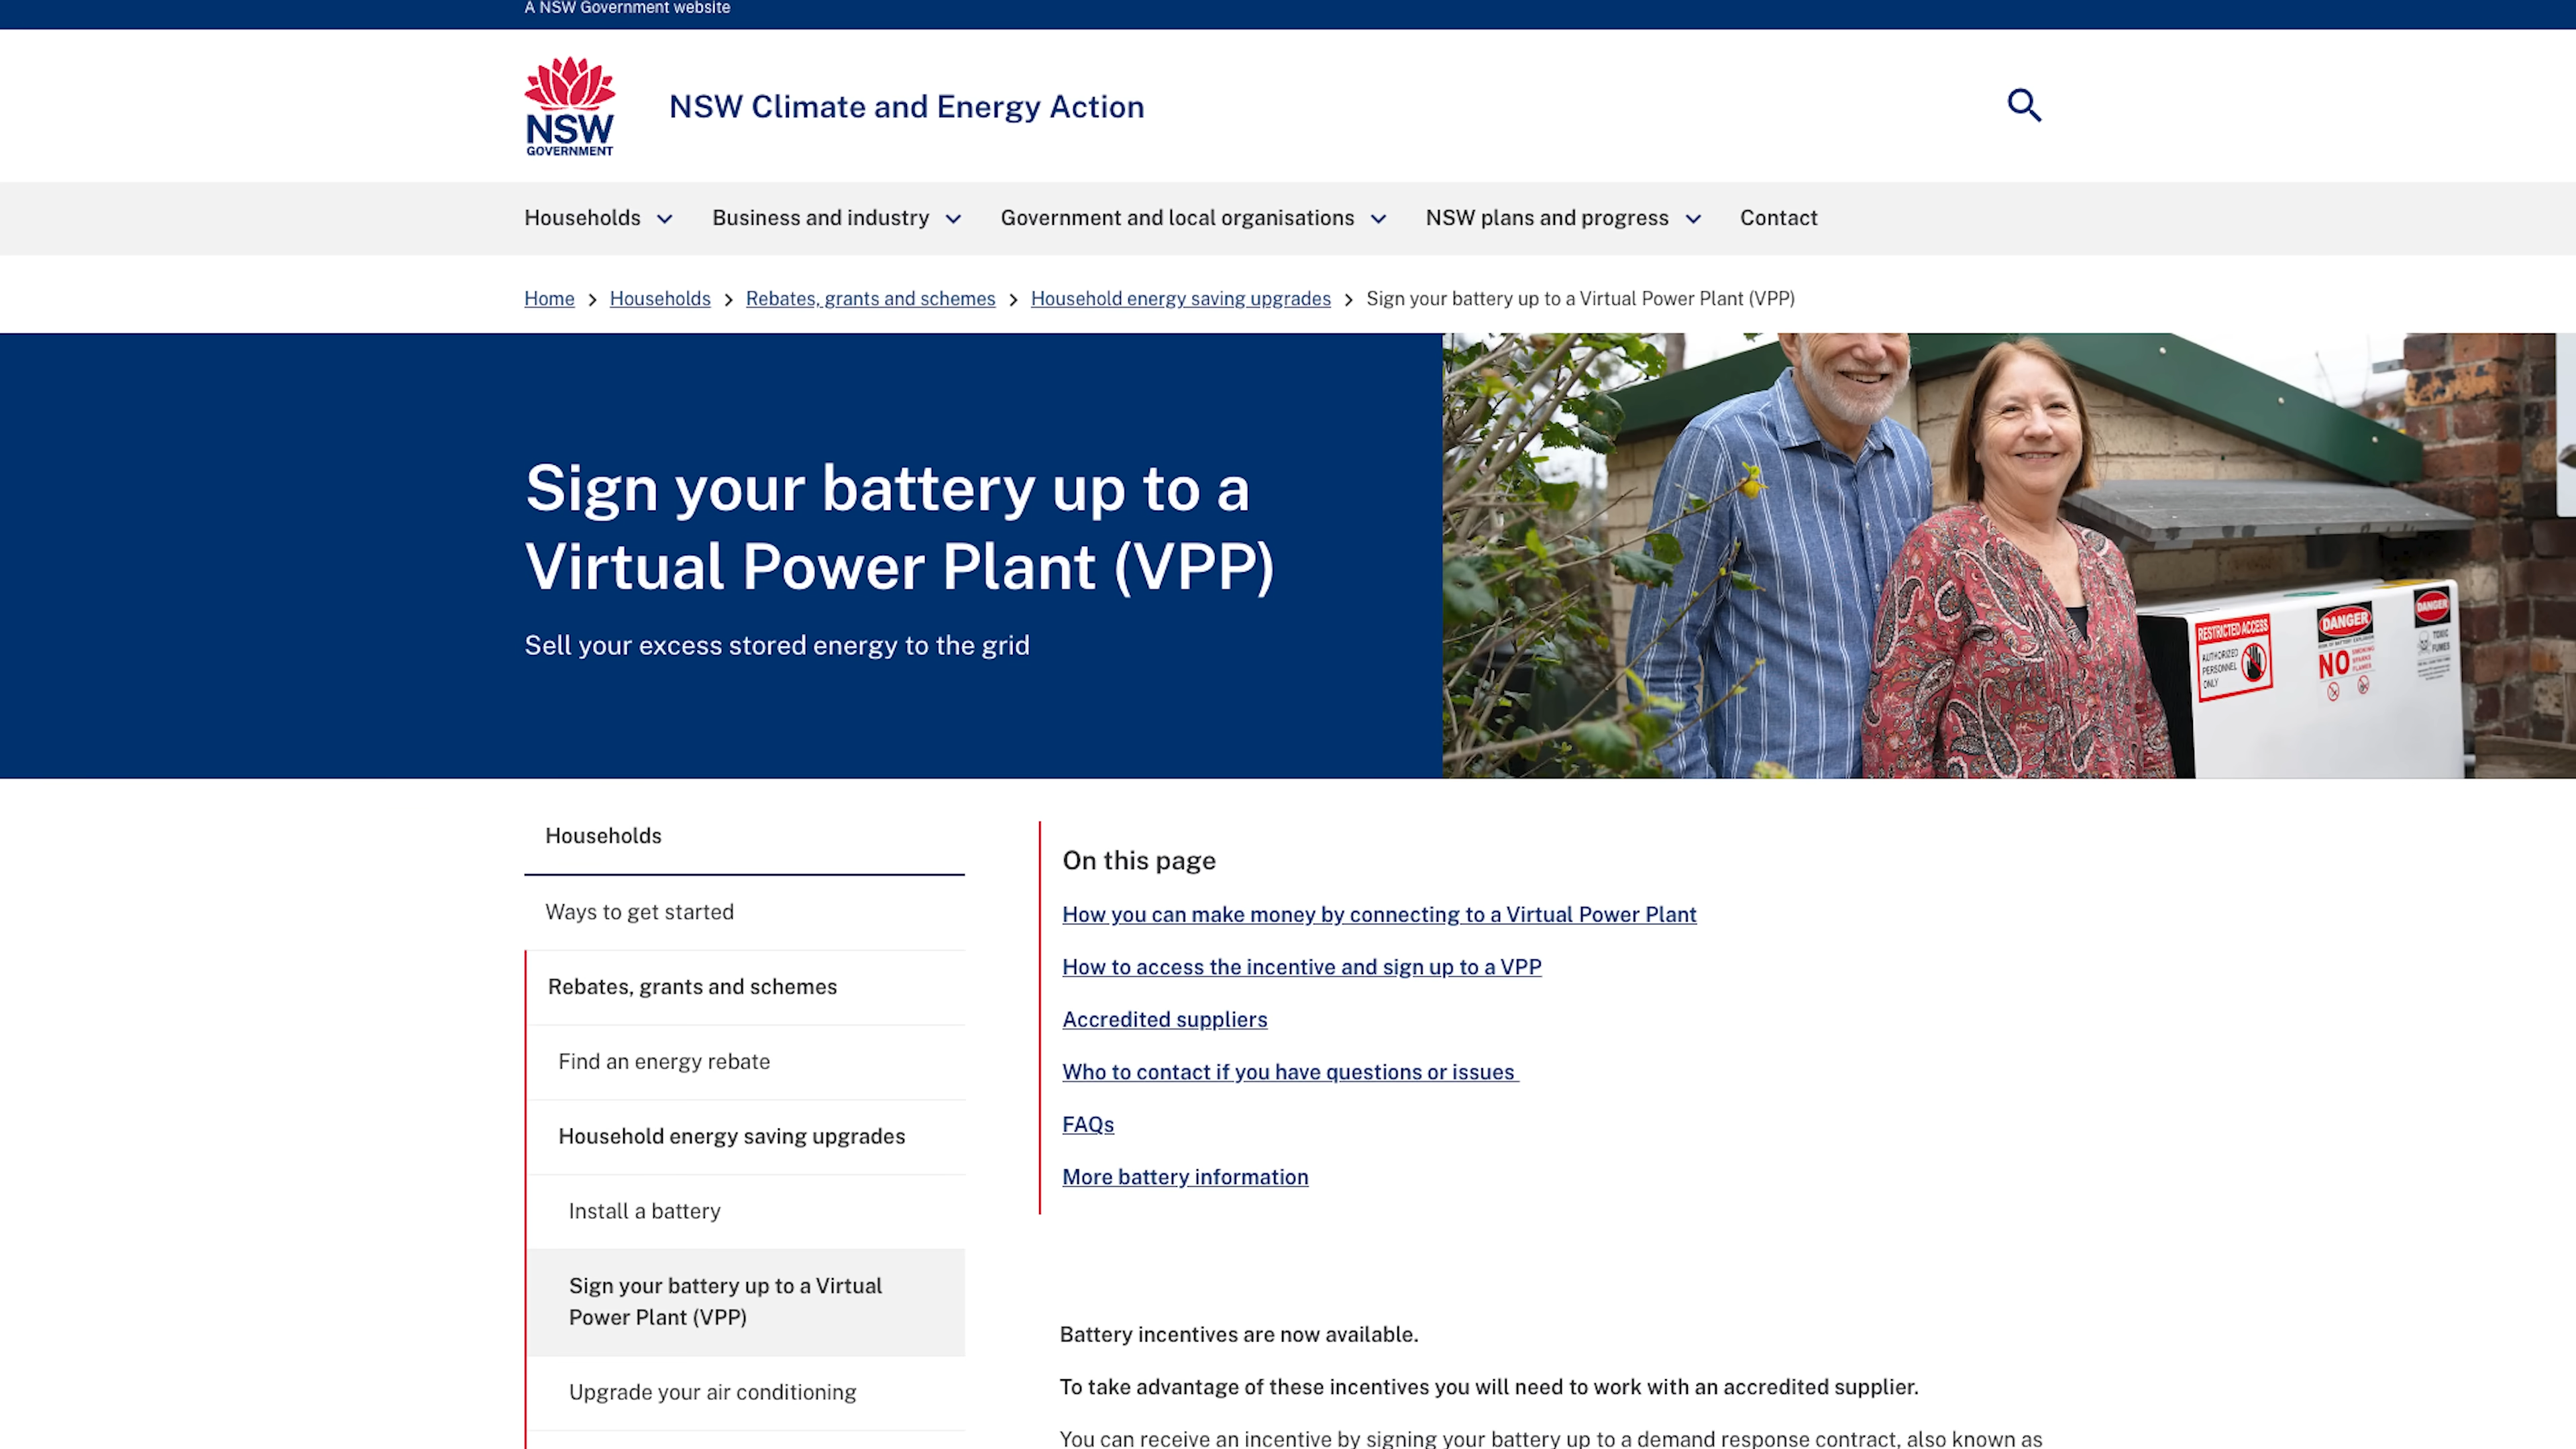 A NSW Government website
NSW
GOVERNMENT
NSW Climate and Energy Action
Households
Business and industry
Government and local organisations
NSW plans and progress
Contact
Home
Households
Rebates, grants and schemes
Household energy saving upgrades
Sign your battery up to a Virtual Power Plant (VPP)
Sign your battery up to a
Virtual Power Plant (VPP)
Sell your excess stored energy to the grid
RESTRICTED ACCESS
AUTHORIZED
PERSONNEL
ONLY
DANGER
NO
SMOKING
SPARKS
FLAMES
DANGER
TOXIC
FUMES
Households
Ways to get started
Rebates, grants and schemes
Find an energy rebate
Household energy saving upgrades
Install a battery
Sign your battery up to a Virtual
Power Plant (VPP)
Upgrade your air conditioning
On this page
How you can make money by connecting to a Virtual Power Plant
How to access the incentive and sign up to a VPP
Accredited suppliers
Who to contact if you have questions or issues
FAQs
More battery information
Battery incentives are now available.
To take advantage of these incentives you will need to work with an accredited supplier.
You can receive an incentive by signing your battery up to a demand response contract, also known as